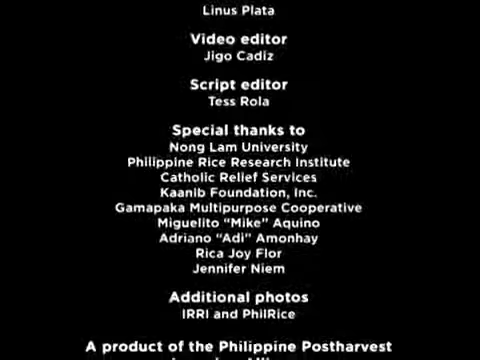 Linus Plata
Video editor
Jigo Cadiz
Script editor
Tess Rola
Special thanks to
Nong Lam University
Philippine Rice Research Institute
Catholic Relief Services
Kaanib Foundation, Inc.
Gamapaka Multipurpose Cooperative
Miguelito “Mike” Aquino
Adriano “Adi” Amonhay
Rica Joy Flor
Jennifer Niem
Additional photos
IRRI and PhilRice
A product of the Philippine Postharvest